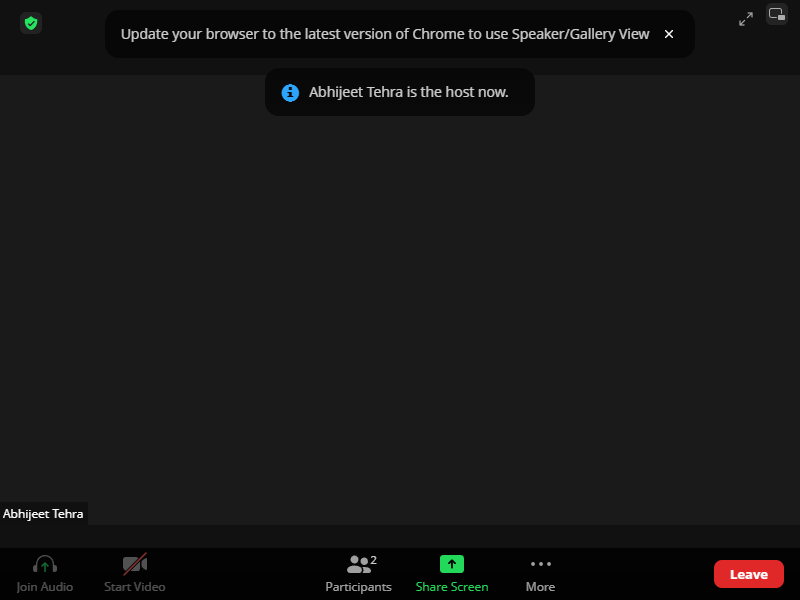 Update your browser to the latest version of Chrome to use Speaker/Gallery View
Abhijeet Tehra is the host now.
Abhijeet Tehra
Join Audio
Start Video
2
Participants
Share Screen
More
Leave